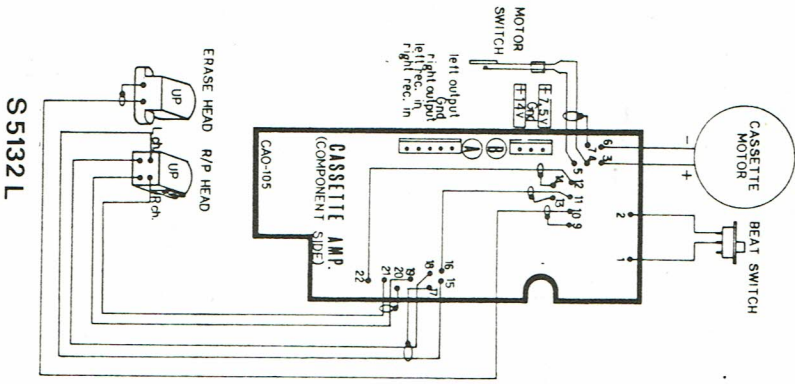 S 5132 L
ERASE HEAD
R/P HEAD
UP
UP
L ch.
R ch.
MOTOR
SWITCH
left output
Gnd
right output
left rec. in
right rec. in
+ 7,5V
Gnd
+ 14V
A
B
CASSETTE AMP.
(COMPONENT SIDE)
CAO-105
CASSETTE
MOTOR
-
+
BEAT SWITCH
6
7
4
3
5
12
14
11
13
10
9
2
1
16
15
18
17
19
20
21
22